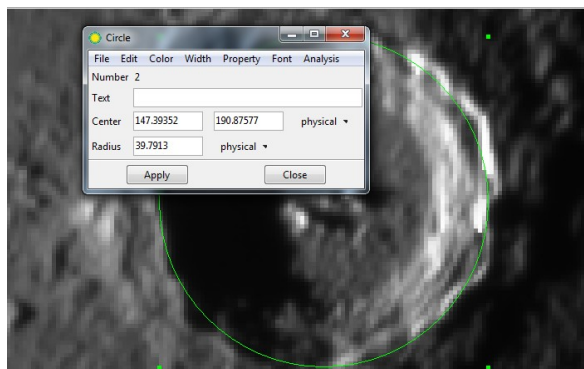 Circle
File Edit Color Width Property Font Analysis
Number 2
Text
Center 147.39352 190.87577 physical
Radius 39.7913 physical
Apply Close